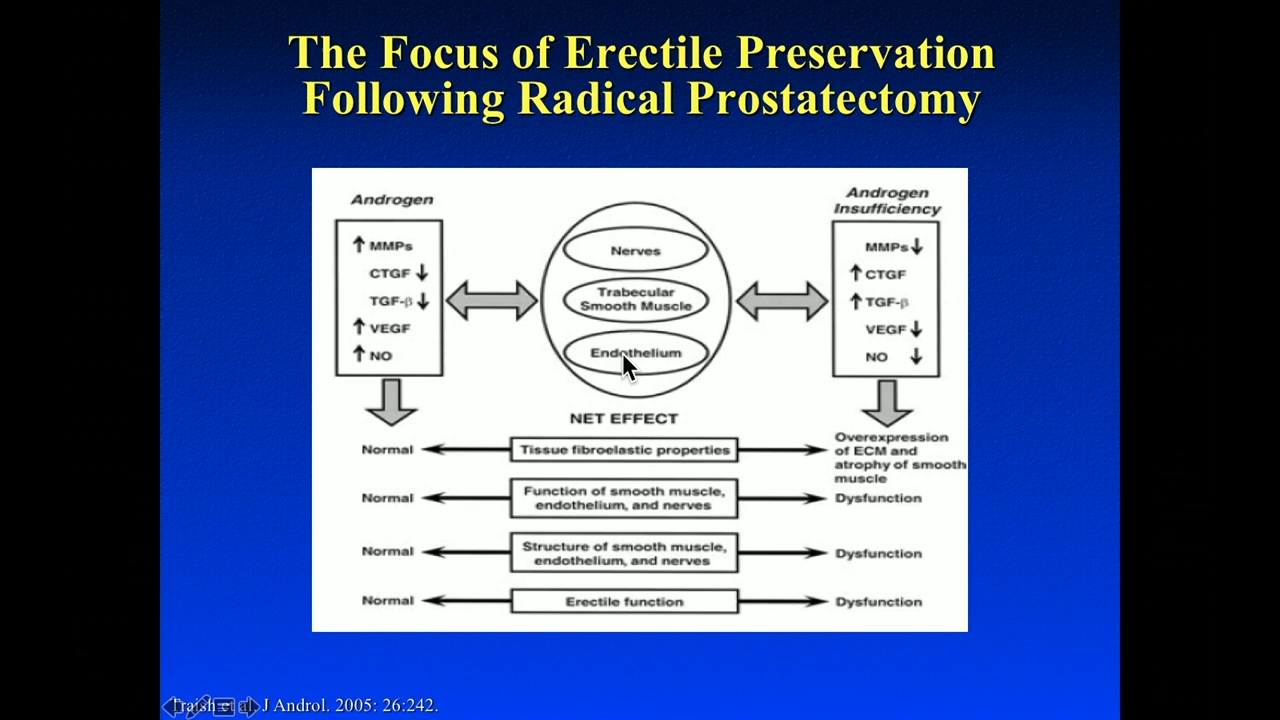 The Focus of Erectile Preservation
Following Radical Prostatectomy
Androgen
↑ MMPs
CTGF ↓
TGF-β ↓
↑ VEGF
↑ NO
Nerves
Trabecular
Smooth Muscle
Endothelium
Androgen
Insufficiency
MMPs ↓
↑ CTGF
↑ TGF-β
VEGF ↓
NO ↓
NET EFFECT
Normal
Tissue fibroelastic properties
Overexpression
of ECM and
atrophy of smooth
muscle
Normal
Function of smooth muscle,
endothelium, and nerves
Dysfunction
Normal
Structure of smooth muscle,
endothelium, and nerves
Dysfunction
Normal
Erectile function
Dysfunction
Traish et al. J Androl. 2005: 26:242.